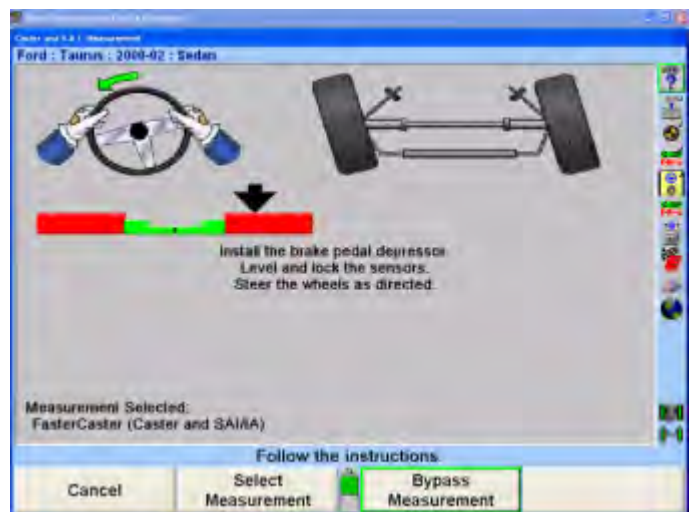 Caster and S.A.I. Measurement
Ford : Taurus : 2000-02 : Sedan
Install the brake pedal depressor.
Level and lock the sensors.
Steer the wheels as directed.
Measurement Selected:
FasterCaster (Caster and SAI/IA)
Follow the instructions
Cancel
Select
Measurement
Bypass
Measurement